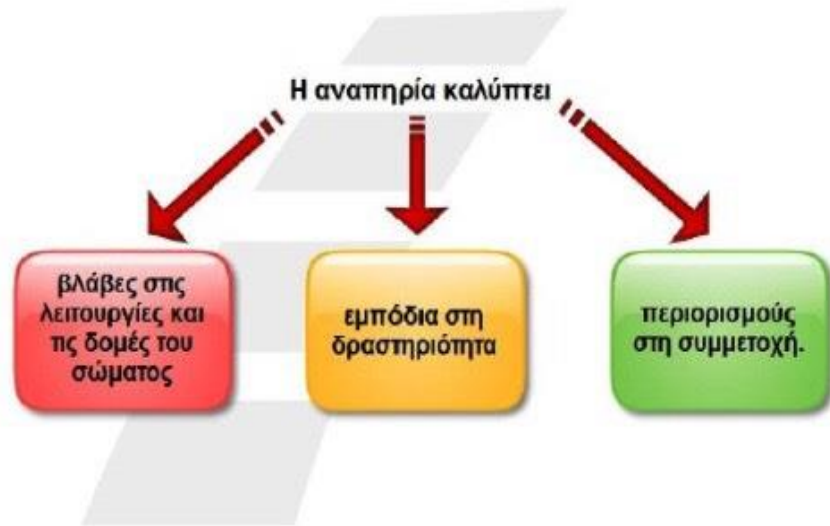 Η αναπηρία καλύπτει
βλάβες στις
λειτουργίες και
τις δομές του
σώματος
εμπόδια στη
δραστηριότητα
περιορισμούς
στη συμμετοχή.